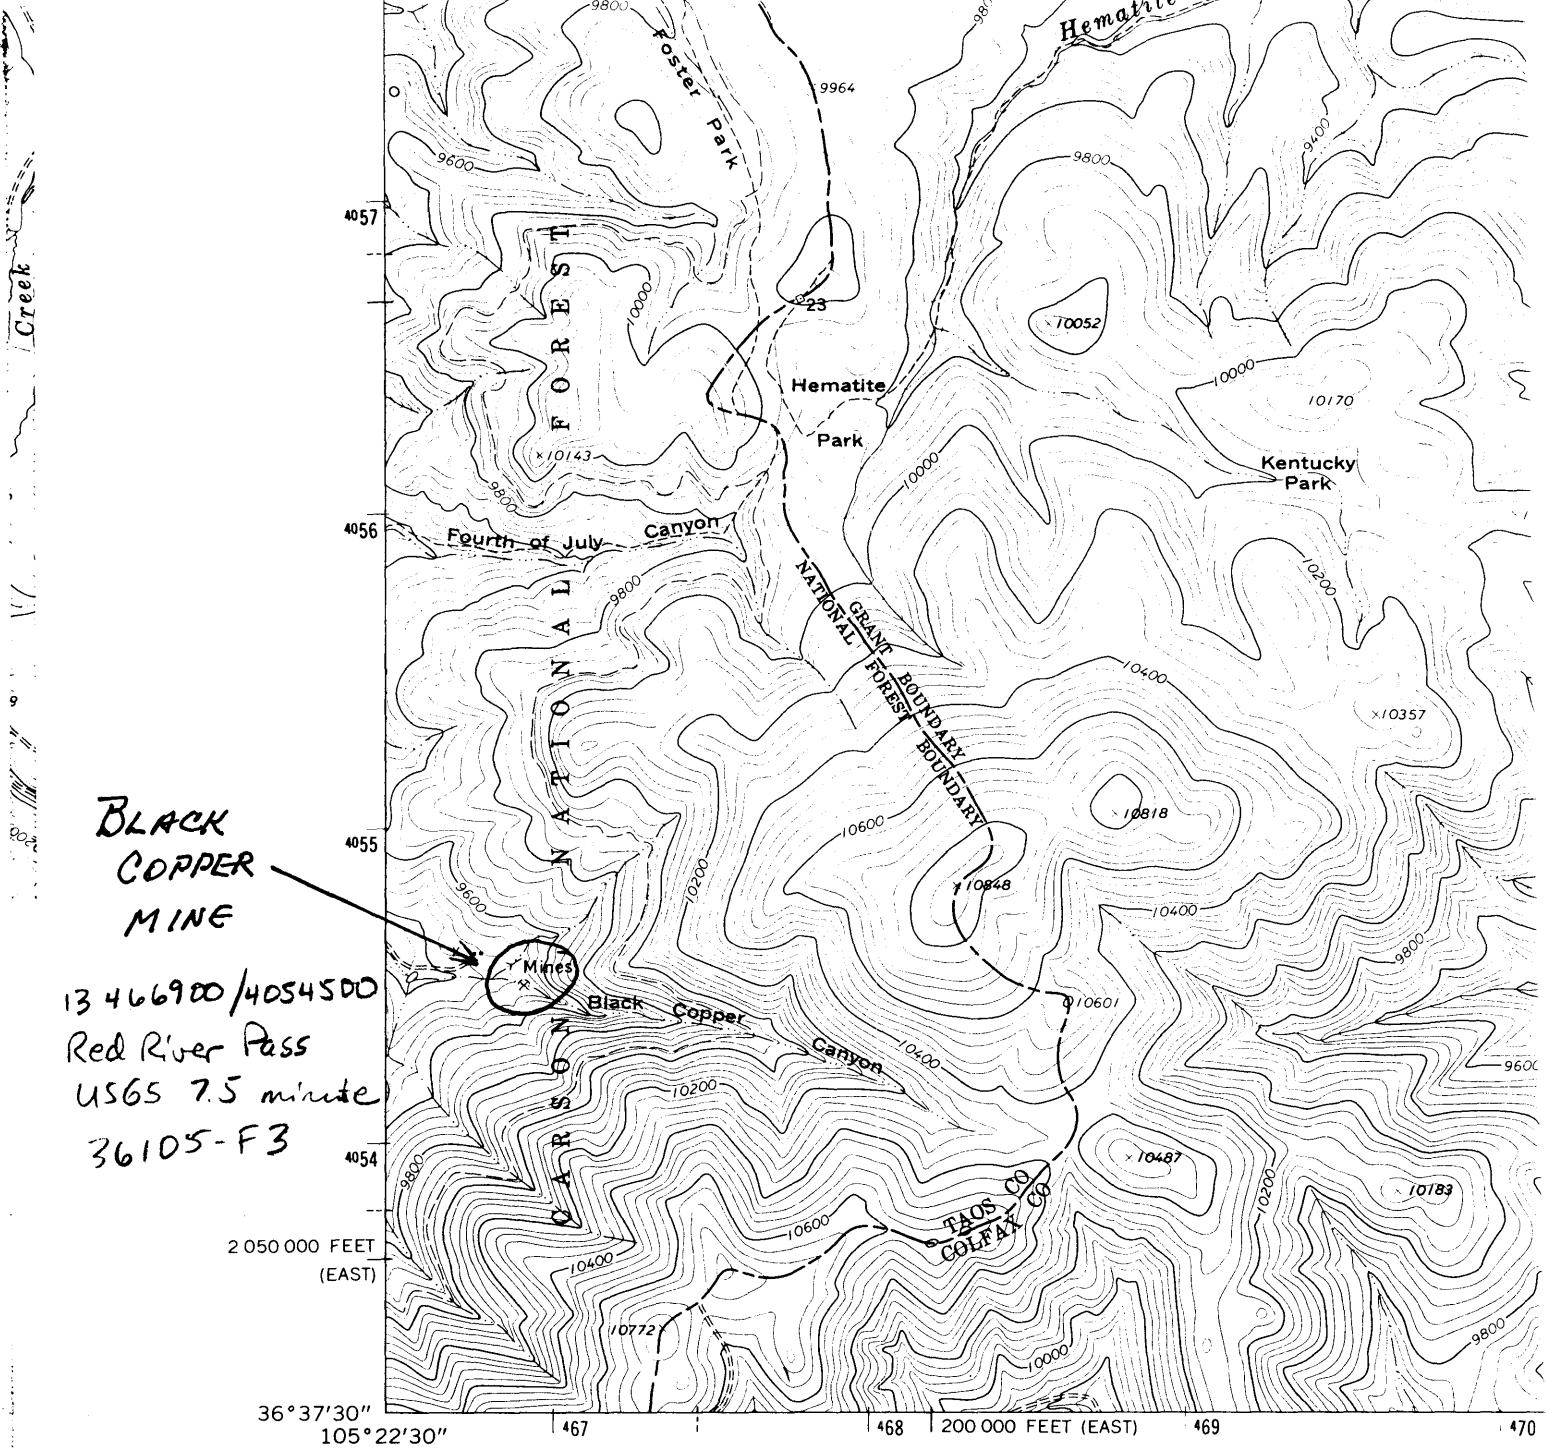 9800
Hematite
980
Foster Park
9964
9600
9800
9400
4057
Creek
10000
23
10052
Hematite
Park
10000
10170
10143
10000
Kentucky
Park
9800
4056
Fourth of July Canyon
9800
10200
NATIONAL FOREST BOUNDARY
GRANT BOUNDARY
10400
10357
10818
10600
4055
BLACK
COPPER
MINE
10200
10848
9600
10400
9800
Mines
13 466900/4054500
Red River Pass
USGS 7.5 minute
36105-F3
Black Copper Canyon
10601
10400
9600
10200
CARSON NATIONAL FOREST
4054
9800
10487
10200
10183
TAOS CO
COLFAX CO
10600
2 050 000 FEET
(EAST)
10400
10772
10000
9800
36°37'30"
105°22'30"
467
468
200 000 FEET (EAST)
469
470